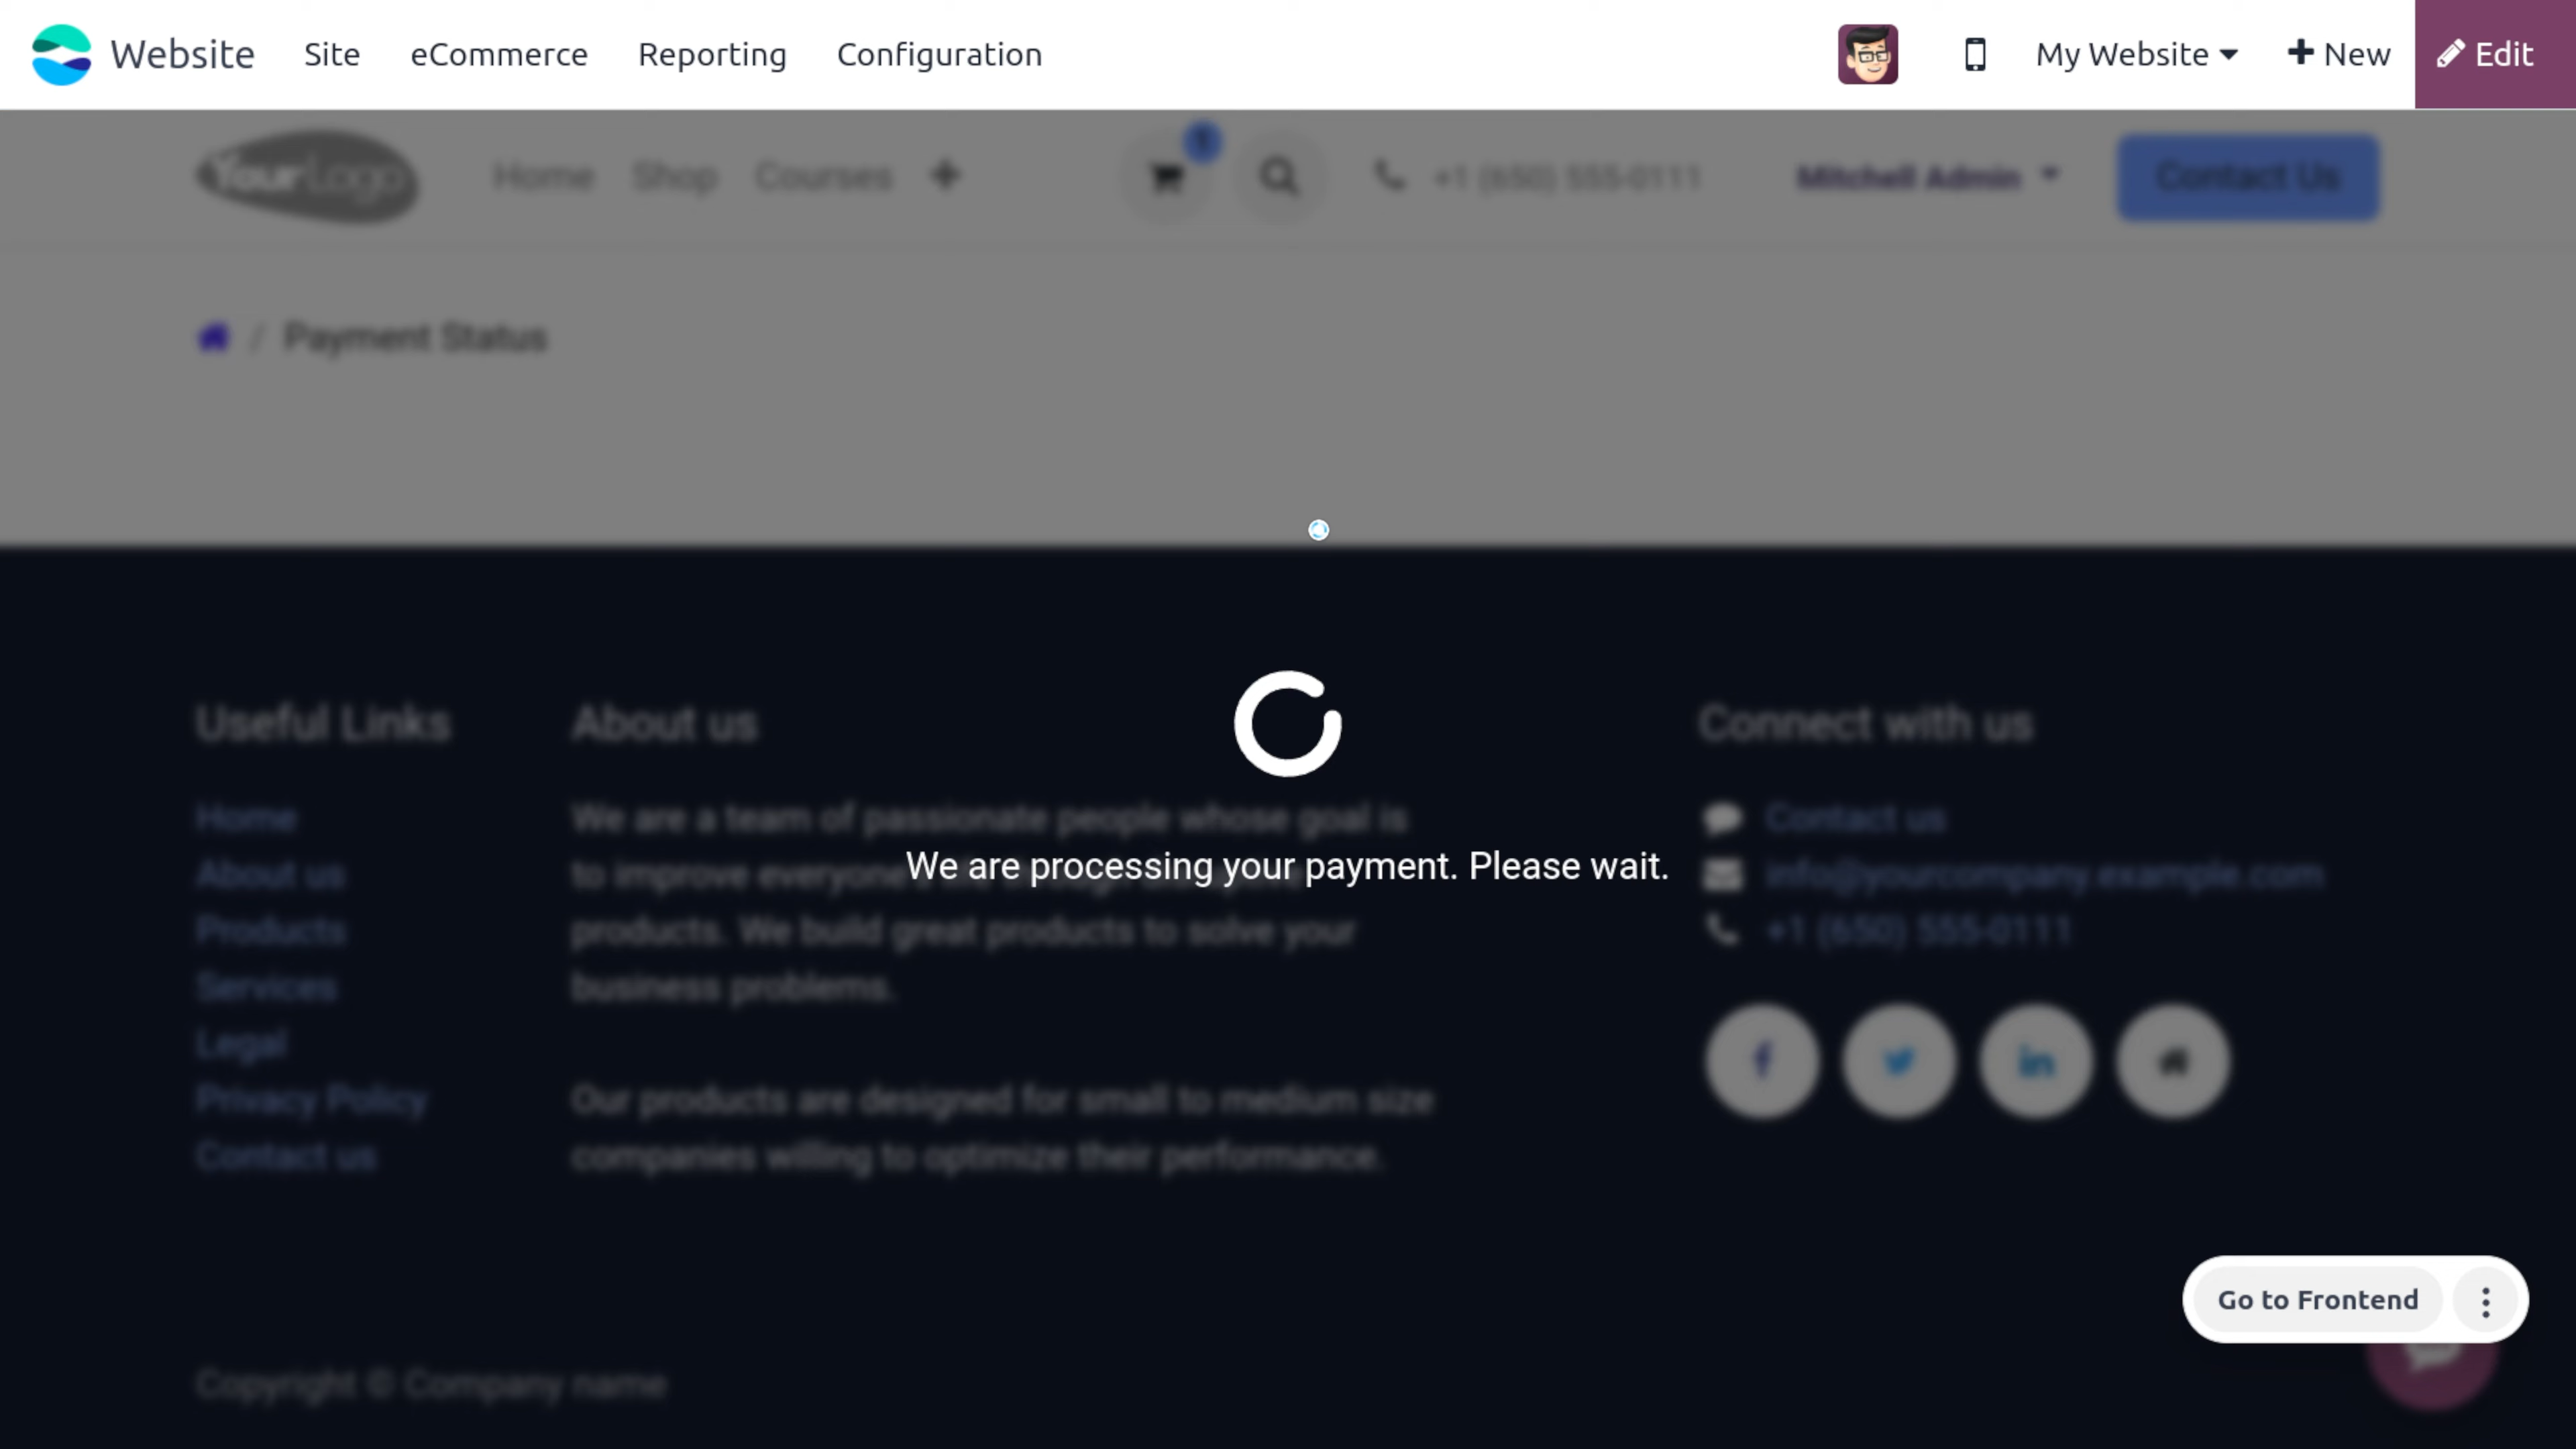 Website Site eCommerce Reporting Configuration My Website New Edit
YourLogo Home Shop Courses +1 (650) 555-0111 Mitchell Admin Contact Us
/ Payment Status
Useful Links
Home
About us
Products
Services
Legal
Privacy Policy
Contact us
About us
We are a team of passionate people whose goal is
to improve everyone's
products. We build great products to solve your
business problems.
Our products are designed for small to medium size
companies willing to optimize their performance.
We are processing your payment. Please wait.
Connect with us
Contact us
info@yourcompany.example.com
+1 (650) 555-0111
Go to Frontend
Copyright © Company name